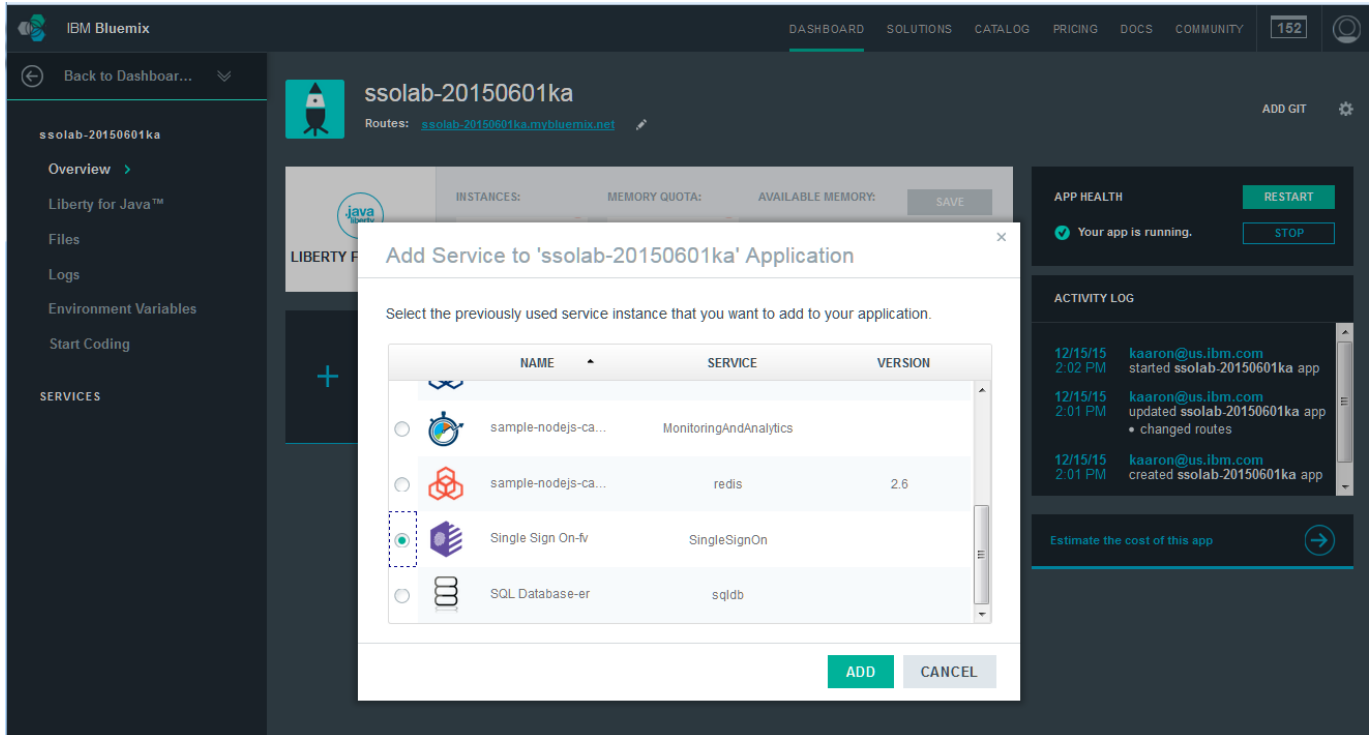 IBM Bluemix
DASHBOARD SOLUTIONS CATALOG PRICING DOCS COMMUNITY 152
Back to Dashboar...
ssolab-20150601ka
Overview >
Liberty for Java™
Files
Logs
Environment Variables
Start Coding
SERVICES
ssolab-20150601ka
Routes: ssolab-20150601ka.mybluemix.net
ADD GIT
java
liberty
LIBERTY F
INSTANCES: MEMORY QUOTA: AVAILABLE MEMORY: SAVE
+
Add Service to 'ssolab-20150601ka' Application
×
Select the previously used service instance that you want to add to your application.
NAME SERVICE VERSION
sample-nodejs-ca... MonitoringAndAnalytics
sample-nodejs-ca... redis 2.6
Single Sign On-fv SingleSignOn
SQL Database-er sqldb
ADD CANCEL
APP HEALTH RESTART
Your app is running. STOP
ACTIVITY LOG
12/15/15 kaaron@us.ibm.com
2:02 PM started ssolab-20150601ka app
12/15/15 kaaron@us.ibm.com
2:01 PM updated ssolab-20150601ka app
• changed routes
12/15/15 kaaron@us.ibm.com
2:01 PM created ssolab-20150601ka app
Estimate the cost of this app